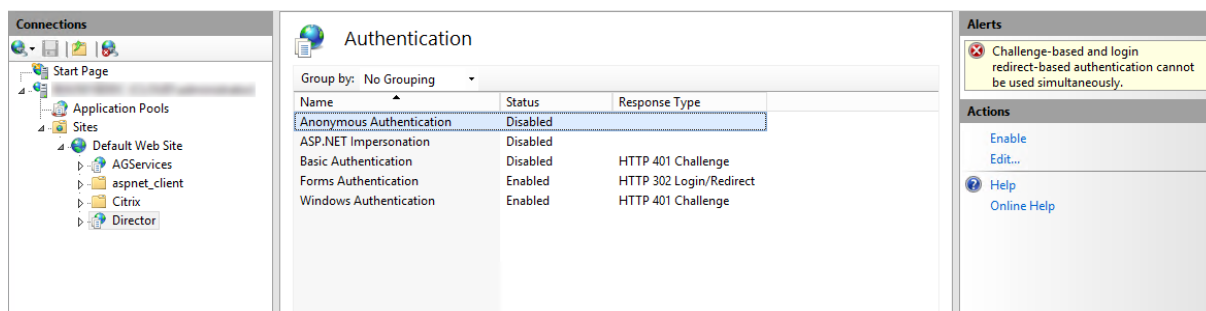 Connections
Start Page
Application Pools
Sites
Default Web Site
AGServices
aspnet_client
Citrix
Director
Authentication
Group by: No Grouping
Name Status Response Type
Anonymous Authentication Disabled
ASP.NET Impersonation Disabled
Basic Authentication Disabled HTTP 401 Challenge
Forms Authentication Enabled HTTP 302 Login/Redirect
Windows Authentication Enabled HTTP 401 Challenge
Alerts
Challenge-based and login
redirect-based authentication cannot
be used simultaneously.
Actions
Enable
Edit...
Help
Online Help